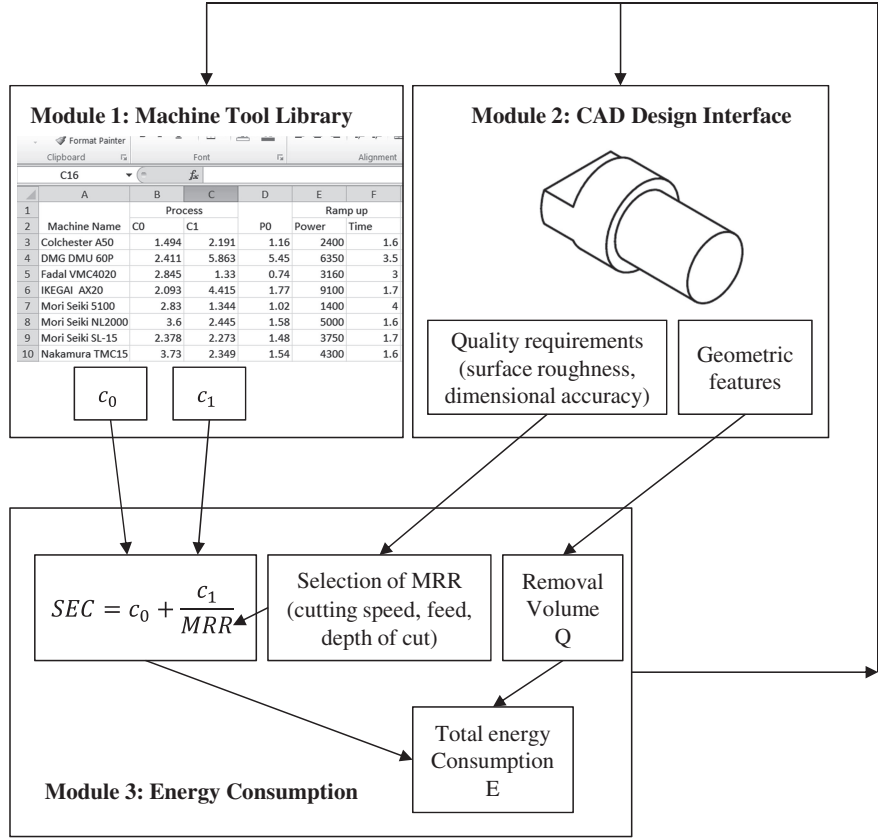 Module 1: Machine Tool Library
Format Painter
Clipboard Font Alignment
C16 fx
A B C D E F
1 Process Ramp up
2 Machine Name C0 C1 P0 Power Time
3 Colchester A50 1.494 2.191 1.16 2400 1.6
4 DMG DMU 60P 2.411 5.863 5.45 6350 3.5
5 Fadal VMC4020 2.845 1.33 0.74 3160 3
6 IKEGAI AX20 2.093 4.415 1.77 9100 1.7
7 Mori Seiki 5100 2.83 1.344 1.02 1400 4
8 Mori Seiki NL2000 3.6 2.445 1.58 5000 1.6
9 Mori Seiki SL-15 2.378 2.273 1.48 3750 1.7
10 Nakamura TMC15 3.73 2.349 1.54 4300 1.6
c₀ c₁
Module 2: CAD Design Interface
Quality requirements
(surface roughness,
dimensional accuracy)
Geometric
features
SEC = c₀ + c₁/MRR
Selection of MRR
(cutting speed, feed,
depth of cut)
Removal
Volume
Q
Total energy
Consumption
E
Module 3: Energy Consumption